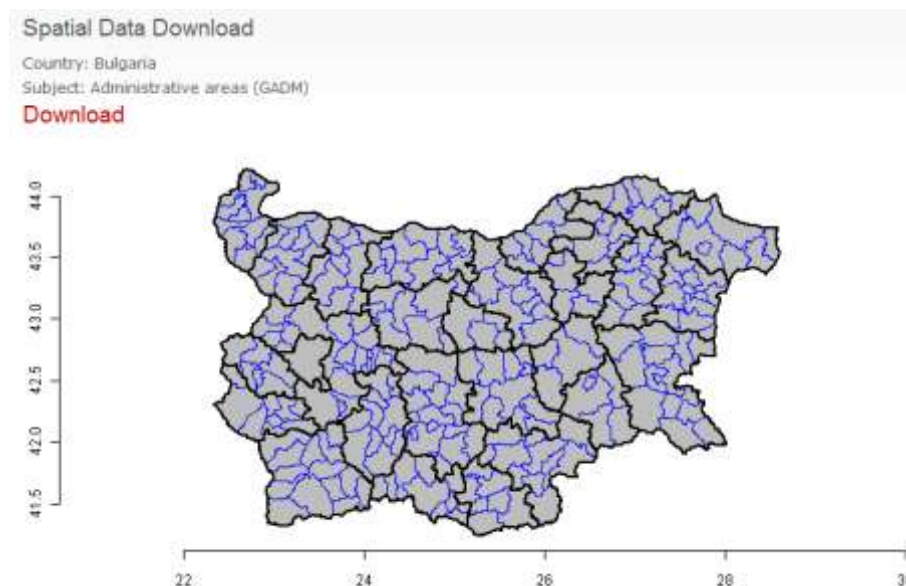 Spatial Data Download
Country: Bulgaria
Subject: Administrative areas (GADM)
Download
44.0
43.5
43.0
42.5
42.0
41.5
22 24 26 28